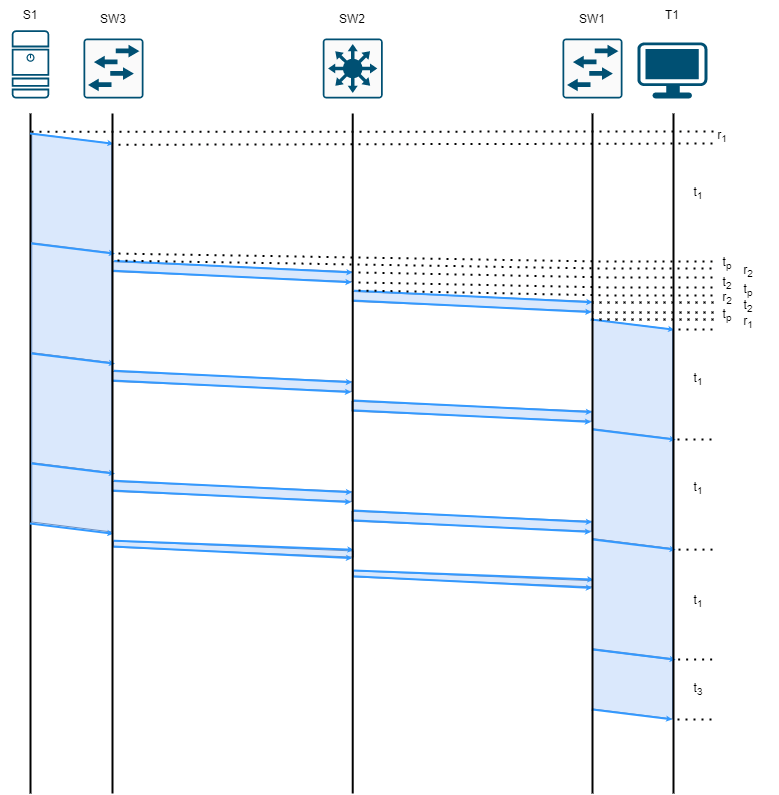 S1
SW3
SW2
SW1
T1
r₁
t₁
tₚ
r₂
t₂
tₚ
r₂
t₂
tₚ
r₁
t₁
t₁
t₁
t₃